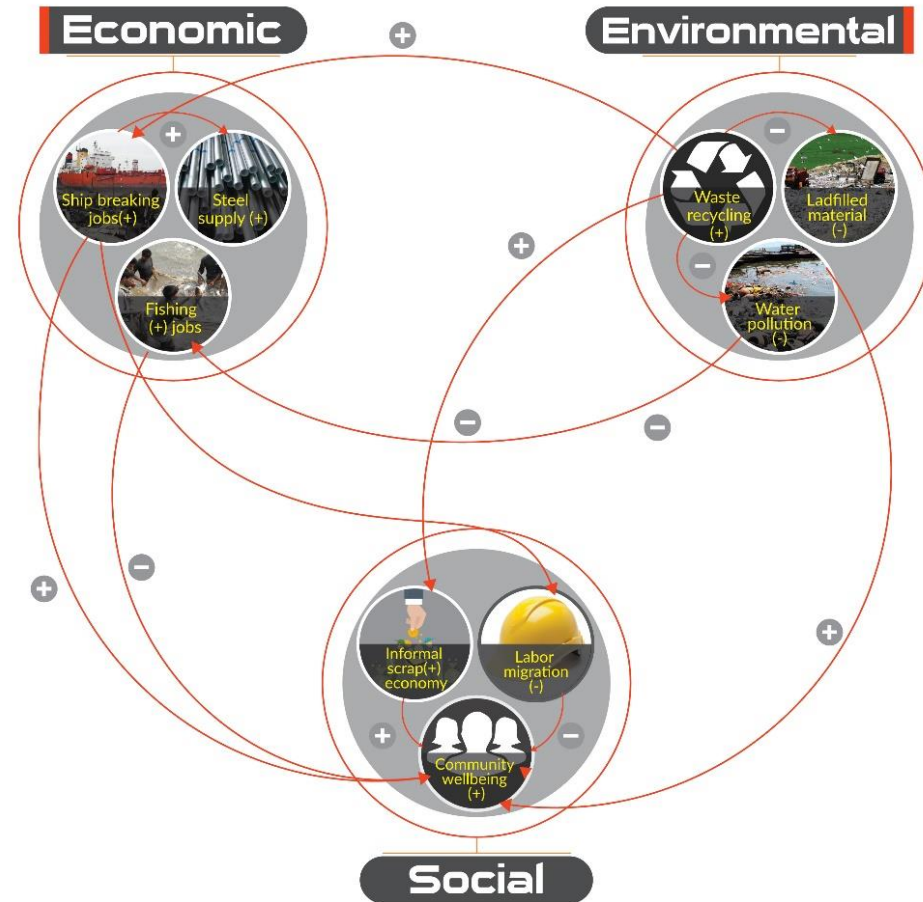 Economic
Environmental
+
+
Ship breaking
jobs(+)
Steel
supply (+)
Fishing
(+) jobs
−
Waste
recycling
(+)
Ladfilled
material
(-)
−
Water
pollution
(-)
+
−
−
+
−
+
Informal
scrap(+)
economy
Labor
migration
(-)
+
−
Community
wellbeing
(+)
Social